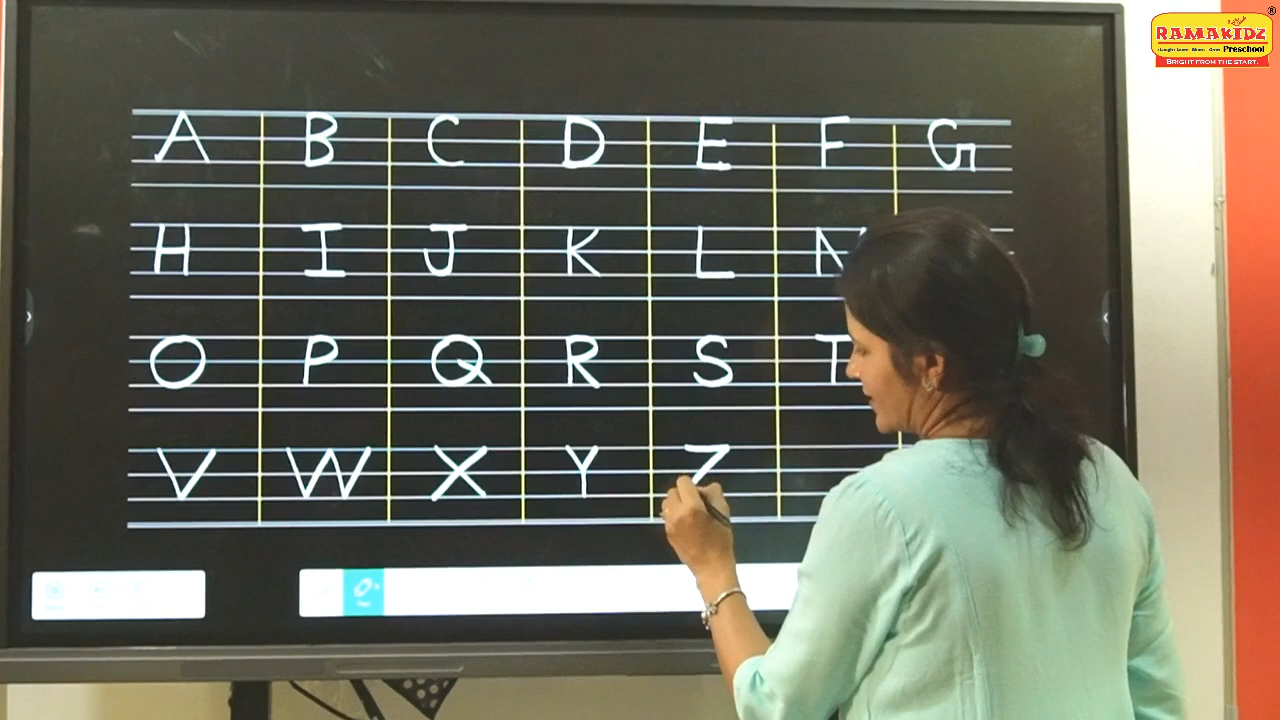 RAMAKIDZ
Preschool
BRIGHT FROM THE START.
A B C D E F G
H I J K L
O P Q R S T
V W X Y Z